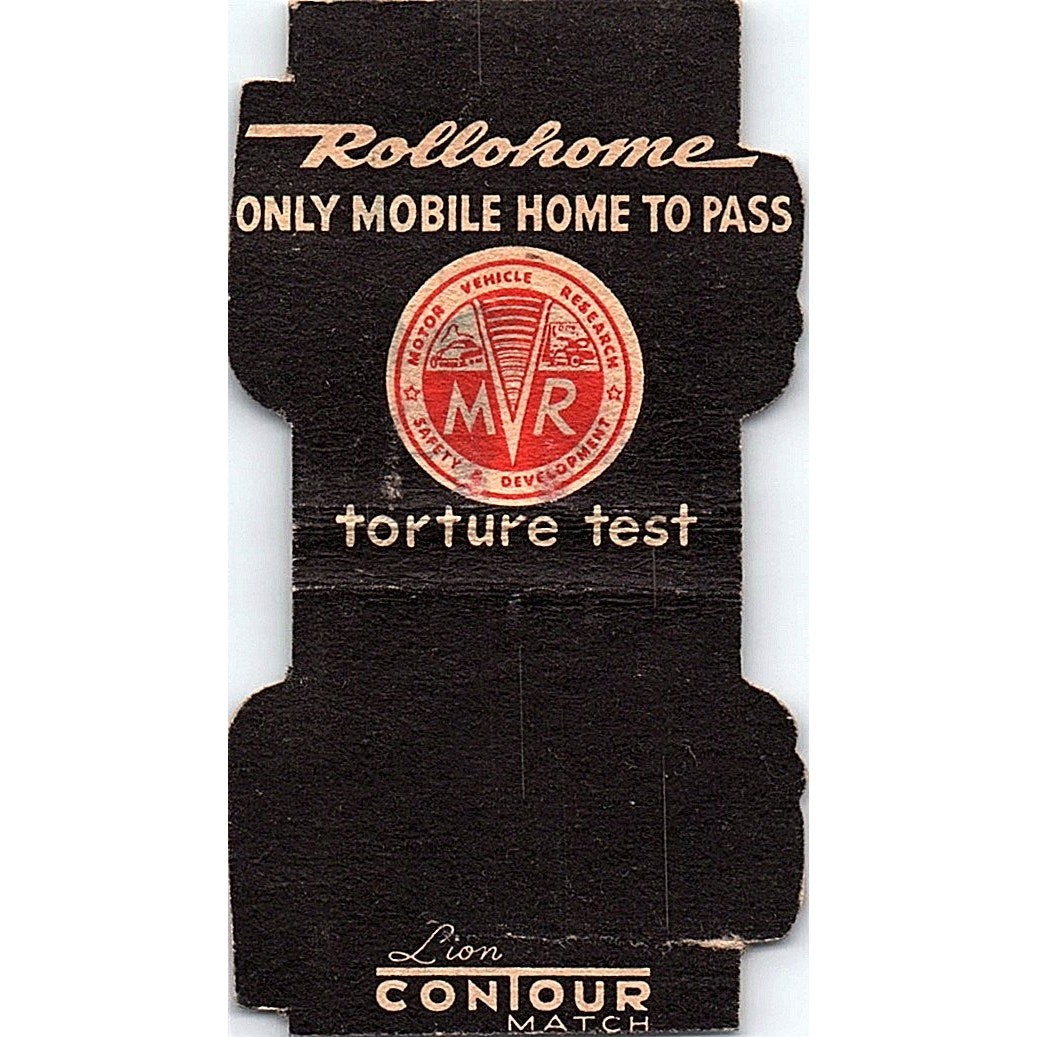 Rollohome
ONLY MOBILE HOME TO PASS
MOTOR VEHICLE RESEARCH
MVR
SAFETY & DEVELOPMENT
torture test
Lion
CONTOUR
MATCH